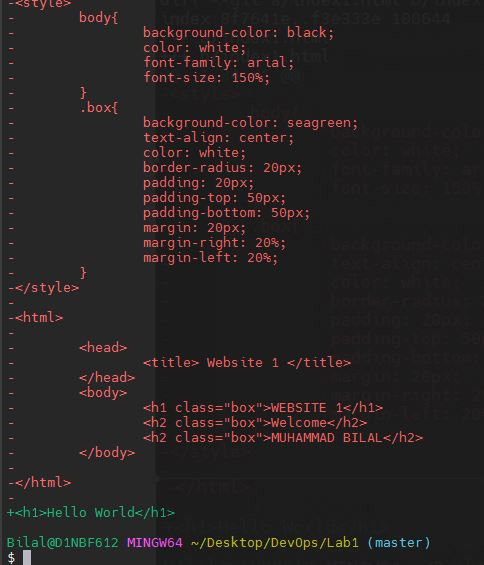 -<style>
-        body{
-                background-color: black;
-                color: white;
-                font-family: arial;
-                font-size: 150%;
-        }
-        .box{
-                background-color: seagreen;
-                text-align: center;
-                color: white;
-                border-radius: 20px;
-                padding: 20px;
-                padding-top: 50px;
-                padding-bottom: 50px;
-                margin: 20px;
-                margin-right: 20%;
-                margin-left: 20%;
-        }
-</style>
-
-<html>
-
-        <head>
-                <title> Website 1 </title>
-        </head>
-        <body>
-                <h1 class="box">WEBSITE 1</h1>
-                <h2 class="box">Welcome</h2>
-                <h2 class="box">MUHAMMAD BILAL</h2>
-        </body>
-
-</html>
-
+<h1>Hello World</h1>
Bilal@D1NBF612 MINGW64 ~/Desktop/DevOps/Lab1 (master)
$